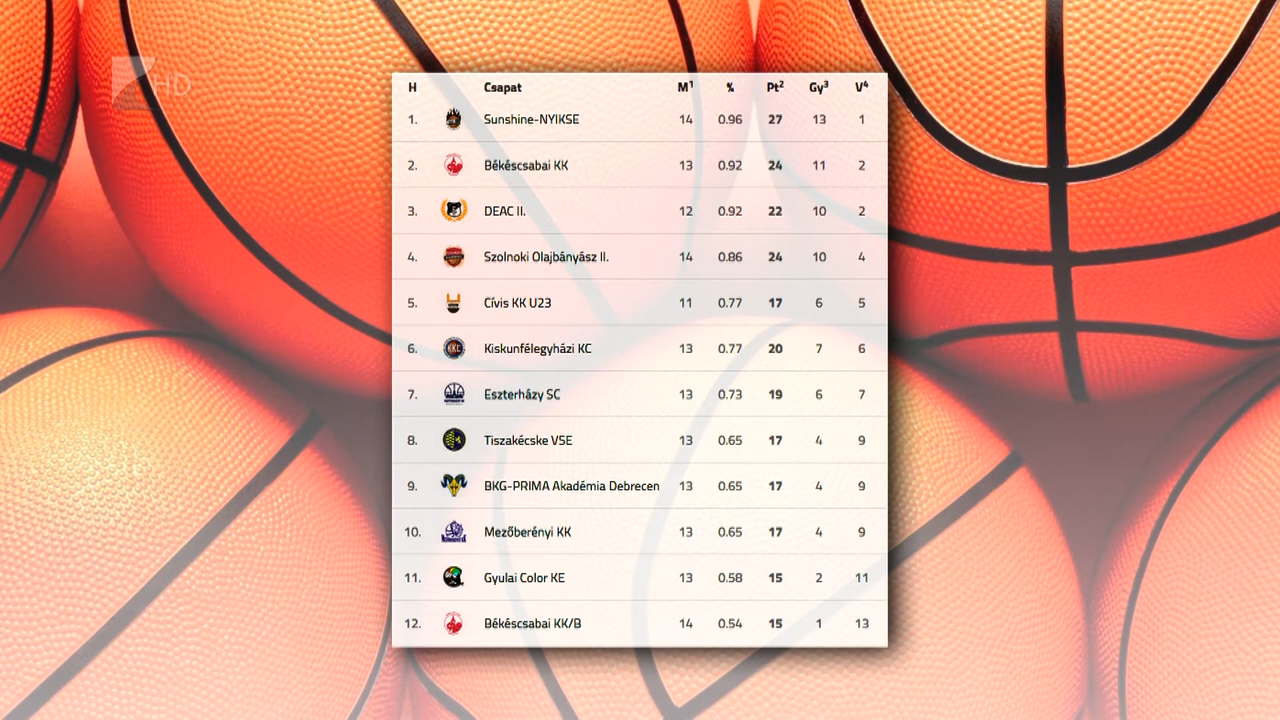 HD
H Csapat M¹ % Pt² Gy³ V⁴
1. Sunshine-NYIKSE 14 0.96 27 13 1
2. Békéscsabai KK 13 0.92 24 11 2
3. DEAC II. 12 0.92 22 10 2
4. Szolnoki Olajbányász II. 14 0.86 24 10 4
5. Cívis KK U23 11 0.77 17 6 5
6. Kiskunfélegyházi KC 13 0.77 20 7 6
7. Eszterházy SC 13 0.73 19 6 7
8. Tiszakécske VSE 13 0.65 17 4 9
9. BKG-PRIMA Akadémia Debrecen 13 0.65 17 4 9
10. Mezőberényi KK 13 0.65 17 4 9
11. Gyulai Color KE 13 0.58 15 2 11
12. Békéscsabai KK/B 14 0.54 15 1 13